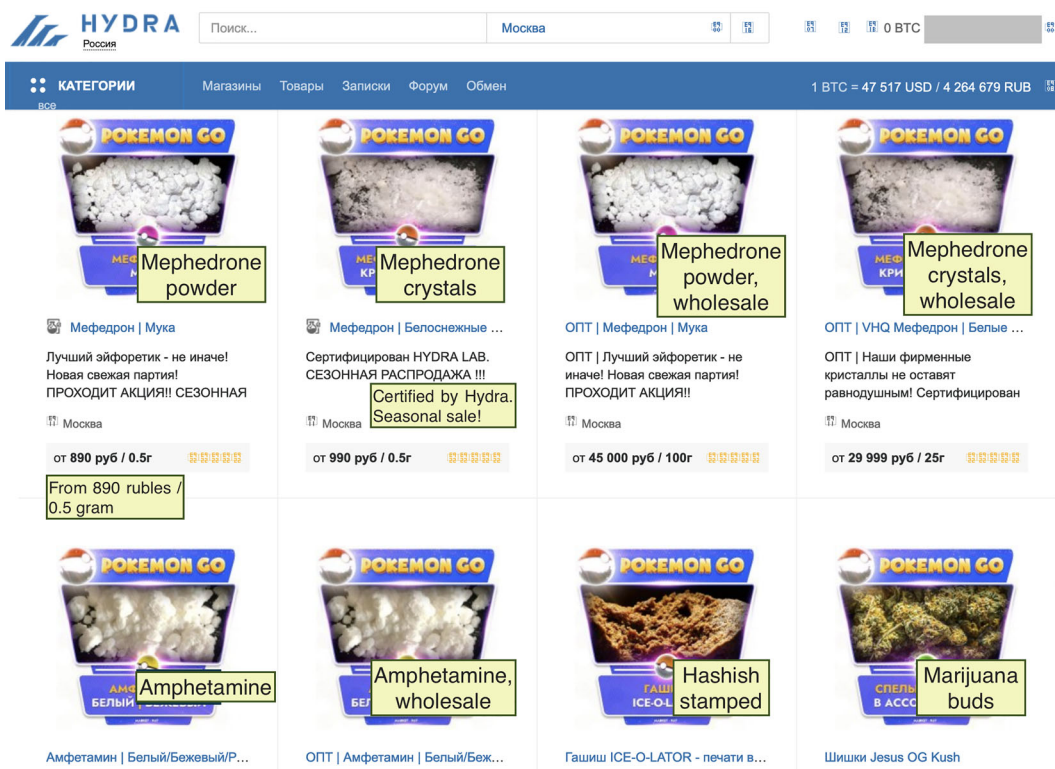 HYDRA
Россия
Поиск...
Москва
0 BTC
КАТЕГОРИИ
все
Магазины
Товары
Записки
Форум
Обмен
1 BTC = 47 517 USD / 4 264 679 RUB
POKEMON GO
POKEMON GO
POKEMON GO
POKEMON GO
Mephedrone
powder
Mephedrone
crystals
Mephedrone
powder,
wholesale
Mephedrone
crystals,
wholesale
Мефедрон | Мука
Мефедрон | Белоснежные ...
ОПТ | Мефедрон | Мука
ОПТ | VHQ Мефедрон | Белые ...
Лучший эйфоретик - не иначе!
Новая свежая партия!
ПРОХОДИТ АКЦИЯ!! СЕЗОННАЯ
Сертифицирован HYDRA LAB.
СЕЗОННАЯ РАСПРОДАЖА !!!
Certified by Hydra.
Seasonal sale!
ОПТ | Лучший эйфоретик - не
иначе! Новая свежая партия!
ПРОХОДИТ АКЦИЯ!!
ОПТ | Наши фирменные
кристаллы не оставят
равнодушным! Сертифицирован
Москва
Москва
Москва
Москва
от 890 руб / 0.5г
от 990 руб / 0.5г
от 45 000 руб / 100г
от 29 999 руб / 25г
From 890 rubles /
0.5 gram
POKEMON GO
POKEMON GO
POKEMON GO
POKEMON GO
Amphetamine
БЕЛЫЙ
Amphetamine,
wholesale
Hashish
stamped
ICE-O-L
Marijuana
buds
В АССО
Амфетамин | Белый/Бежевый/Р...
ОПТ | Амфетамин | Белый/Беж...
Гашиш ICE-O-LATOR - печати в...
Шишки Jesus OG Kush